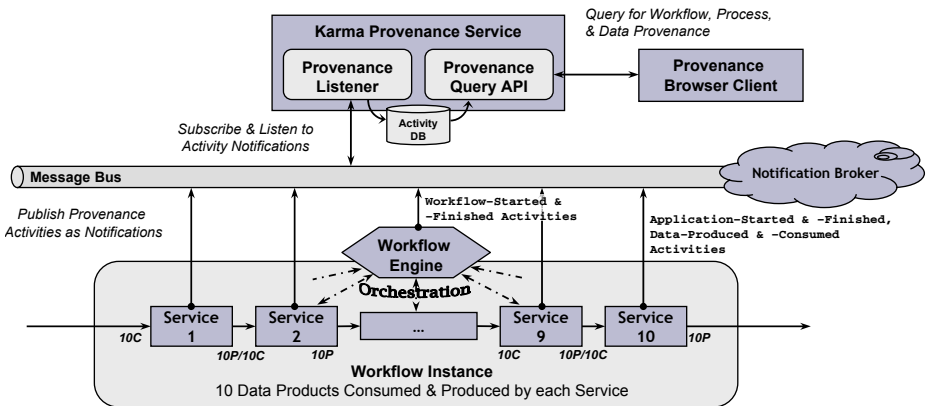 Query for Workflow, Process,
& Data Provenance
Karma Provenance Service
Provenance
Listener
Provenance
Query API
Provenance
Browser Client
Activity
DB
Subscribe & Listen to
Activity Notifications
Message Bus
Notification Broker
Publish Provenance
Activities as Notifications
Workflow-Started &
-Finished Activities
Application-Started & -Finished,
Data-Produced & -Consumed
Activities
Workflow
Engine
Orchestration
Service
1
Service
2
...
Service
9
Service
10
10C
10P/10C
10P
10C
10P/10C
10P
Workflow Instance
10 Data Products Consumed & Produced by each Service